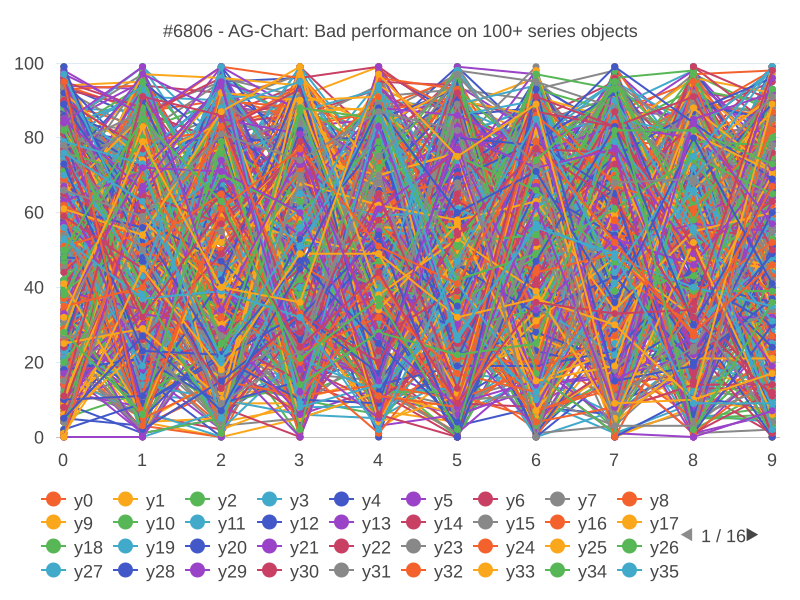 #6806 - AG-Chart: Bad performance on 100+ series objects
100
80
60
40
20
0
0 1 2 3 4 5 6 7 8 9
y0 y1 y2 y3 y4 y5 y6 y7 y8
y9 y10 y11 y12 y13 y14 y15 y16 y17
1 / 16
y18 y19 y20 y21 y22 y23 y24 y25 y26
y27 y28 y29 y30 y31 y32 y33 y34 y35